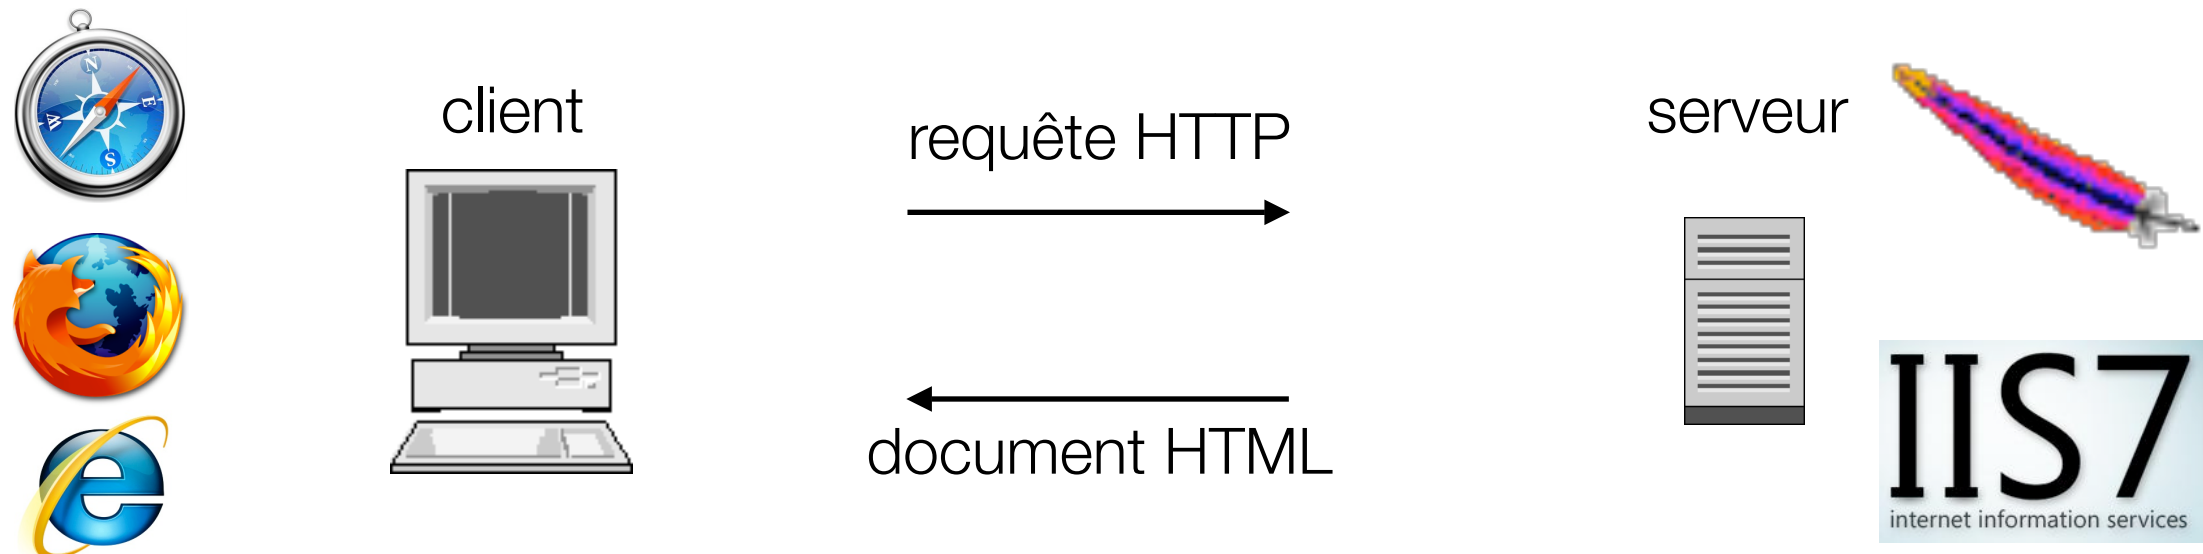 client
requête HTTP
serveur
document HTML
IIS7
internet information services
N
E
W
S